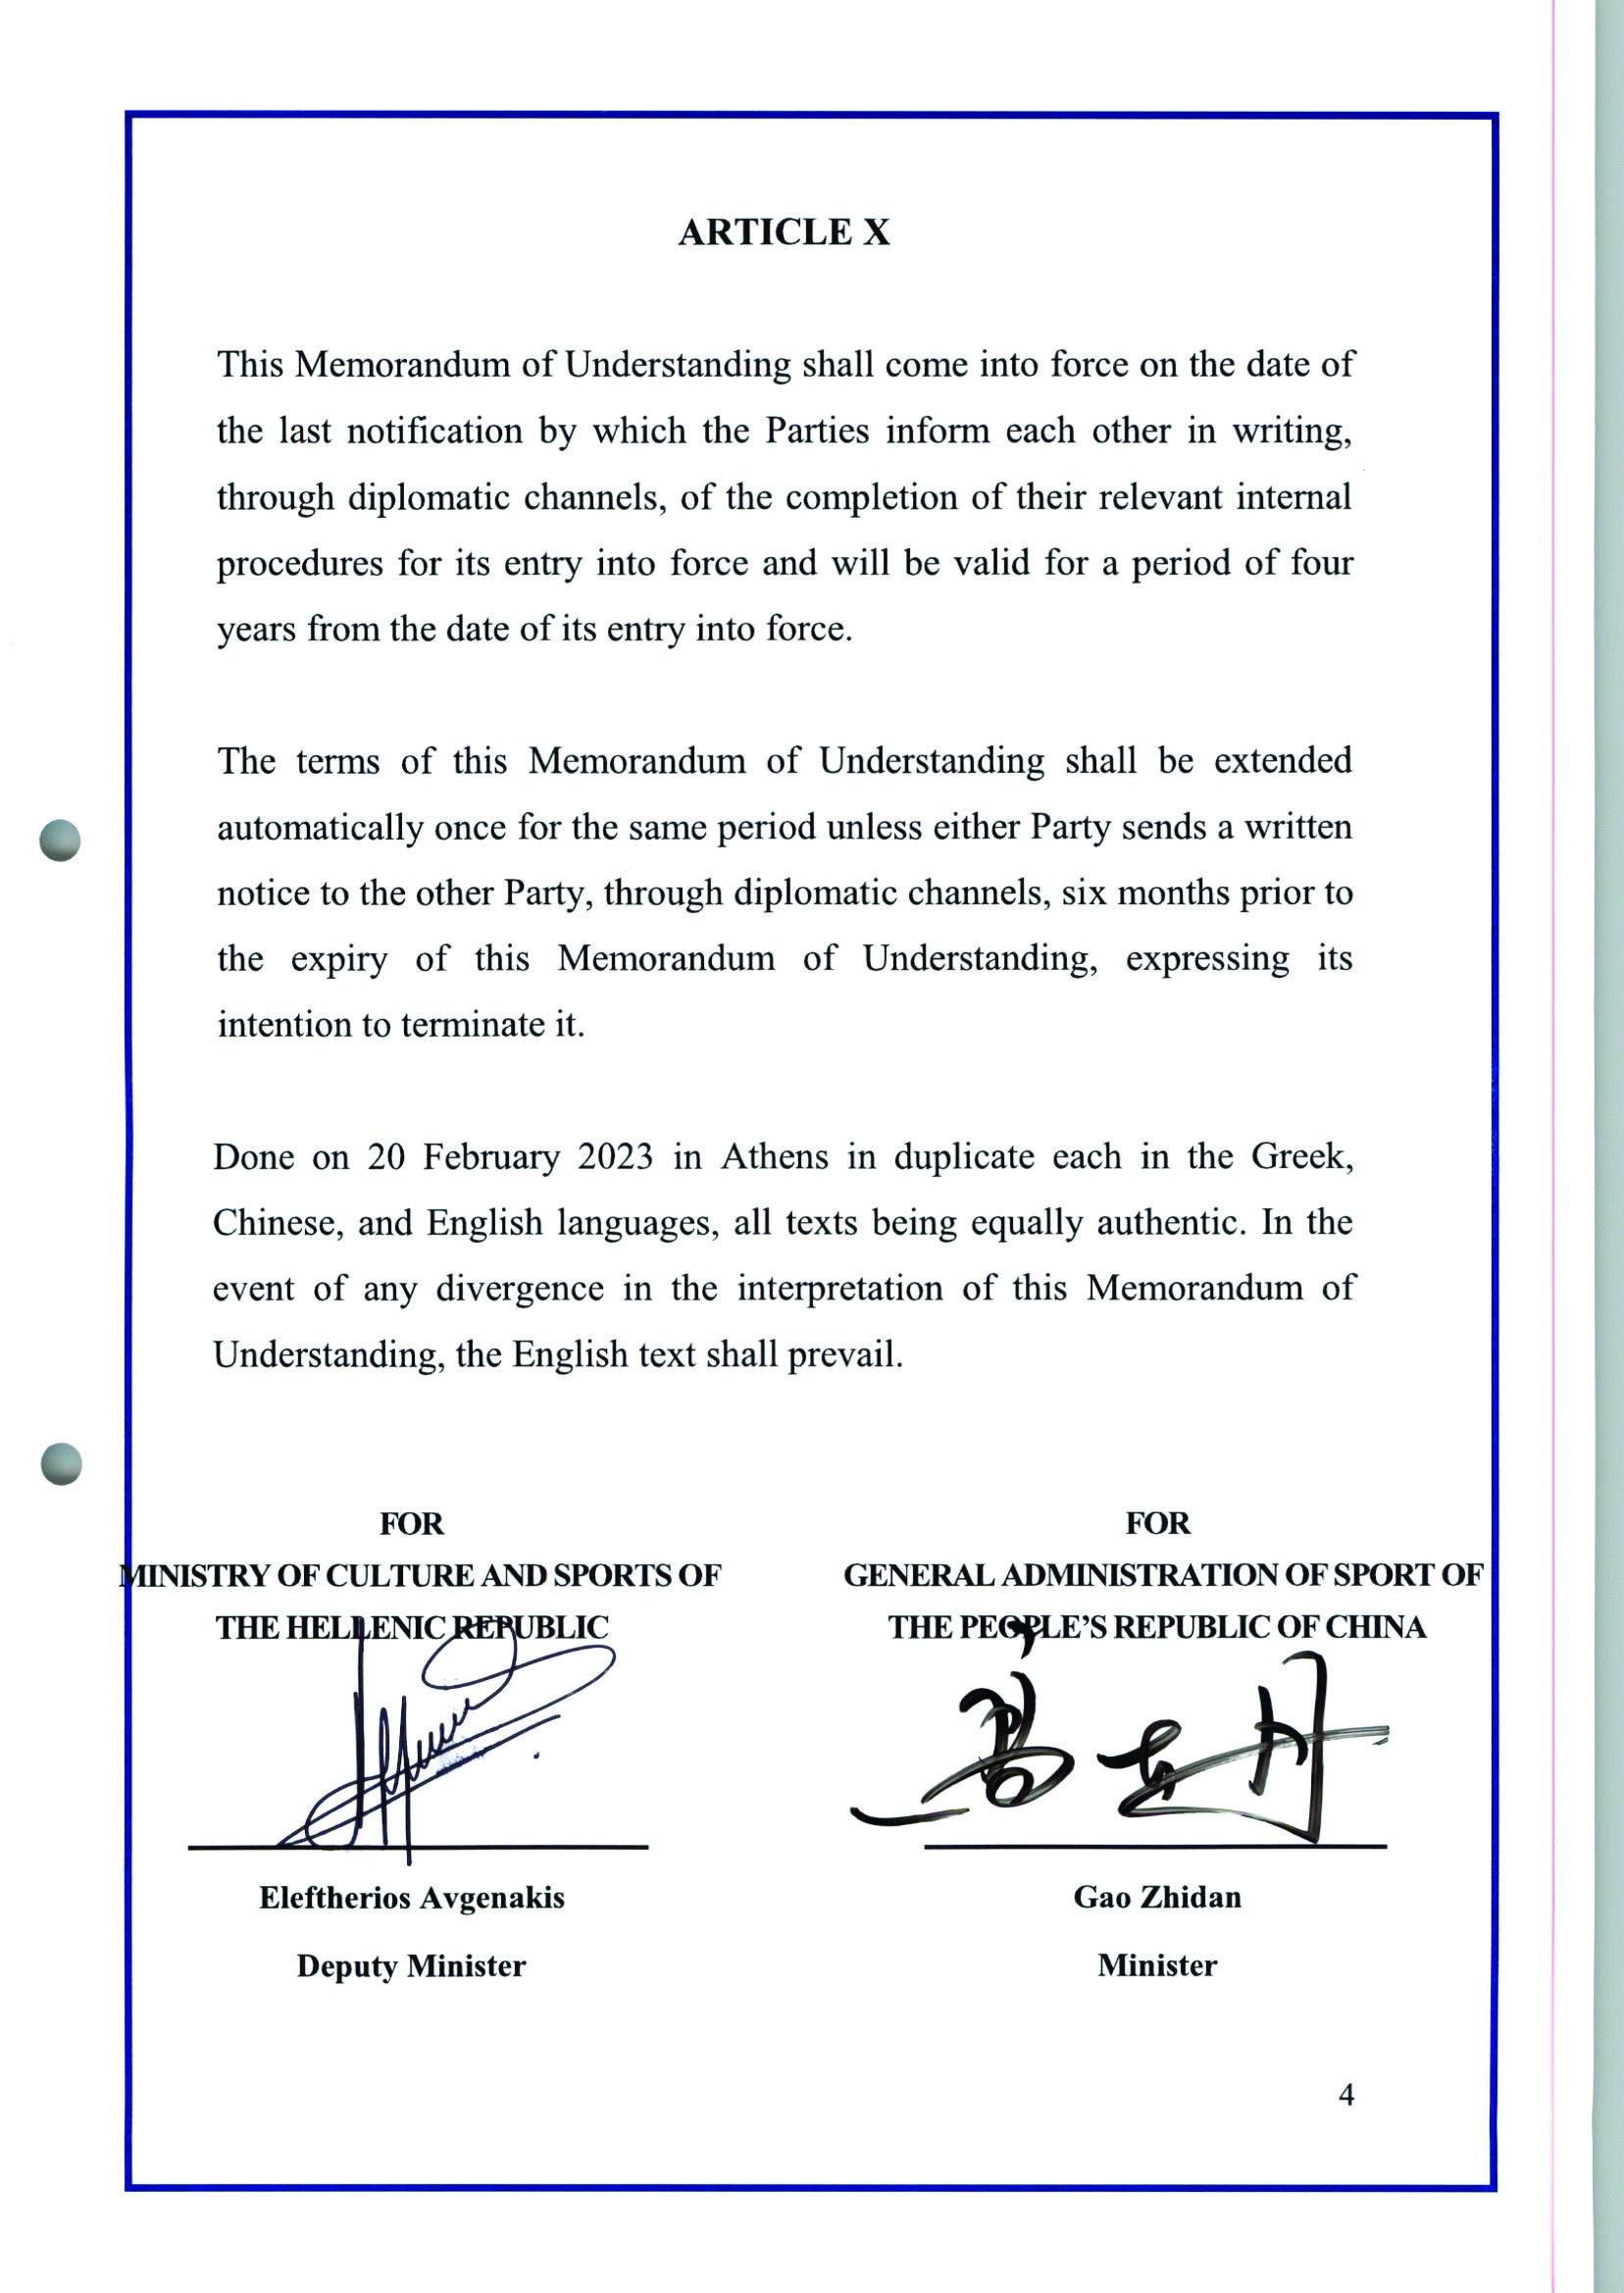 ARTICLE X
This Memorandum of Understanding shall come into force on the date of
the last notification by which the Parties inform each other in writing,
through diplomatic channels, of the completion of their relevant internal
procedures for its entry into force and will be valid for a period of four
years from the date of its entry into force.
The terms of this Memorandum of Understanding shall be extended
automatically once for the same period unless either Party sends a written
notice to the other Party, through diplomatic channels, six months prior to
the expiry of this Memorandum of Understanding, expressing its
intention to terminate it.
Done on 20 February 2023 in Athens in duplicate each in the Greek,
Chinese, and English languages, all texts being equally authentic. In the
event of any divergence in the interpretation of this Memorandum of
Understanding, the English text shall prevail.
FOR
MINISTRY OF CULTURE AND SPORTS OF
THE HELLENIC REPUBLIC
Eleftherios Avgenakis
Deputy Minister
FOR
GENERAL ADMINISTRATION OF SPORT OF
THE PEOPLE'S REPUBLIC OF CHINA
高志丹
Gao Zhidan
Minister
4